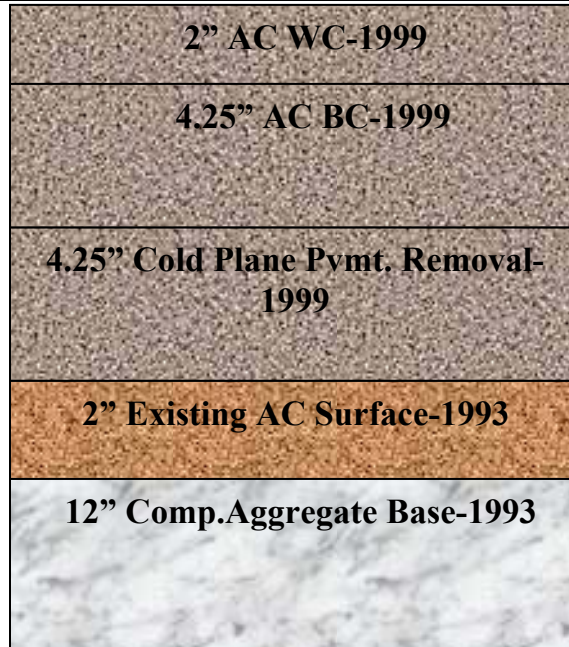 2” AC WC-1999
4.25” AC BC-1999
4.25” Cold Plane Pvmt. Removal-
1999
2” Existing AC Surface-1993
12” Comp.Aggregate Base-1993